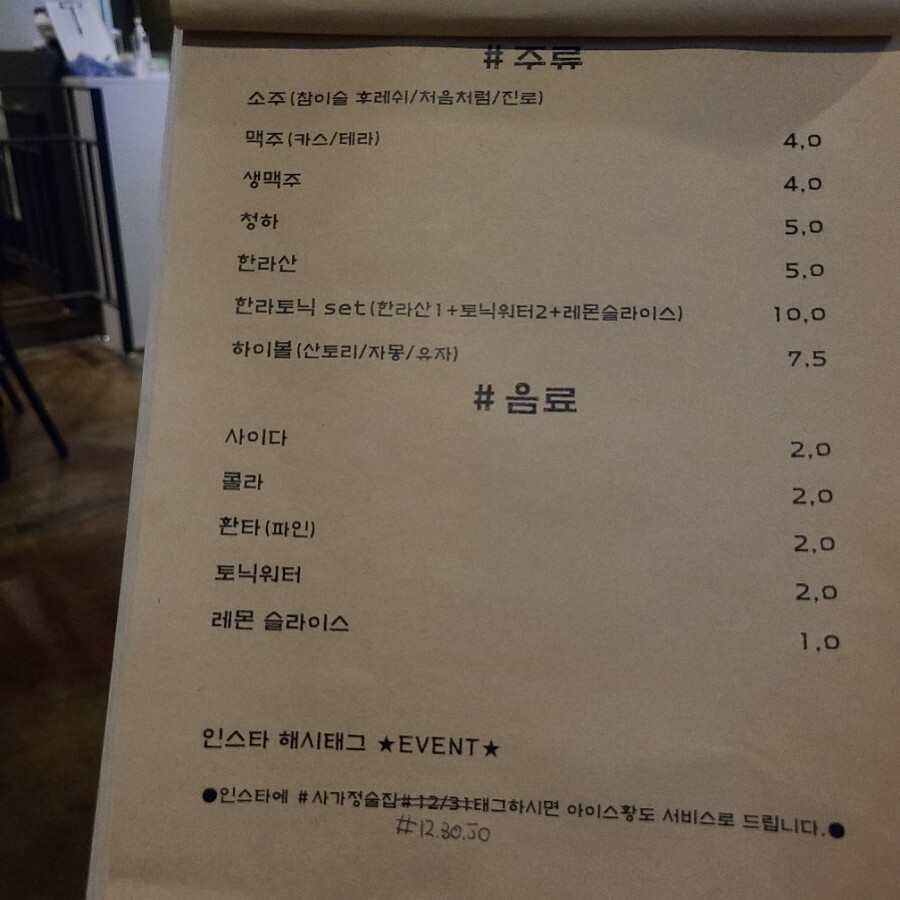 # 주류
소주(참이슬 후레쉬/처음처럼/진로)
맥주(카스/테라) 4,0
생맥주 4,0
청하 5,0
한라산 5,0
한라토닉 set(한라산1+토닉워터2+레몬슬라이스) 10,0
하이볼(산토리/자몽/유자) 7,5
# 음료
사이다 2,0
콜라 2,0
환타(파인) 2,0
토닉워터 2,0
레몬 슬라이스 1,0
인스타 해시태그 ★EVENT★
●인스타에 #사가정술집#12/31태그하시면 아이스황도 서비스로 드립니다.●
#12.30.50